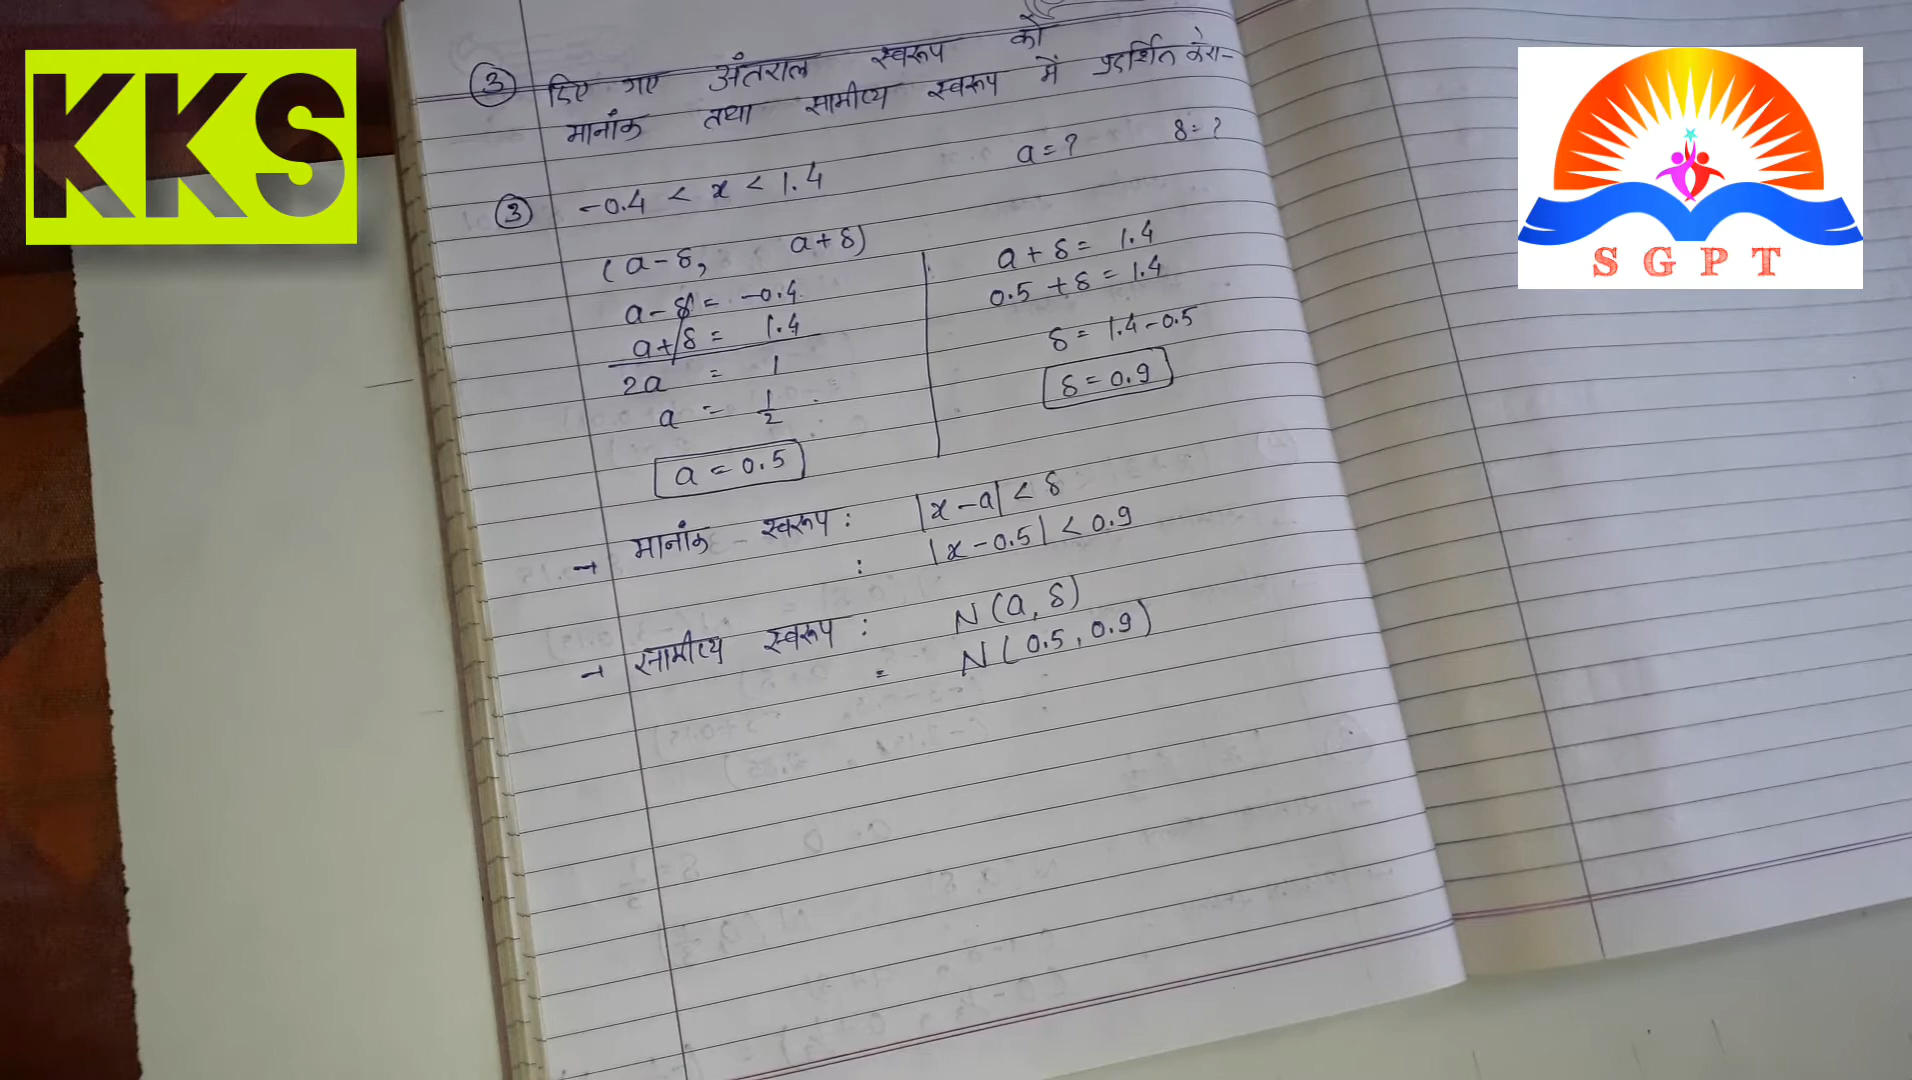 KKS
SGPT
③ दिए गए अंतराल स्वरूप को
मानांक तथा सामीप्य स्वरूप में प्रदर्शित करो-
③ -0.4 < x < 1.4
a = ? δ = ?
(a-δ, a+δ)
a-δ = -0.4
a+δ = 1.4
2a = 1
a = 1/2
a = 0.5
a + δ = 1.4
0.5 + δ = 1.4
δ = 1.4-0.5
δ = 0.9
→ मानांक स्वरूप : |x-a| < δ
: |x-0.5| < 0.9
→ सामीप्य स्वरूप : N(a, δ)
= N(0.5, 0.9)